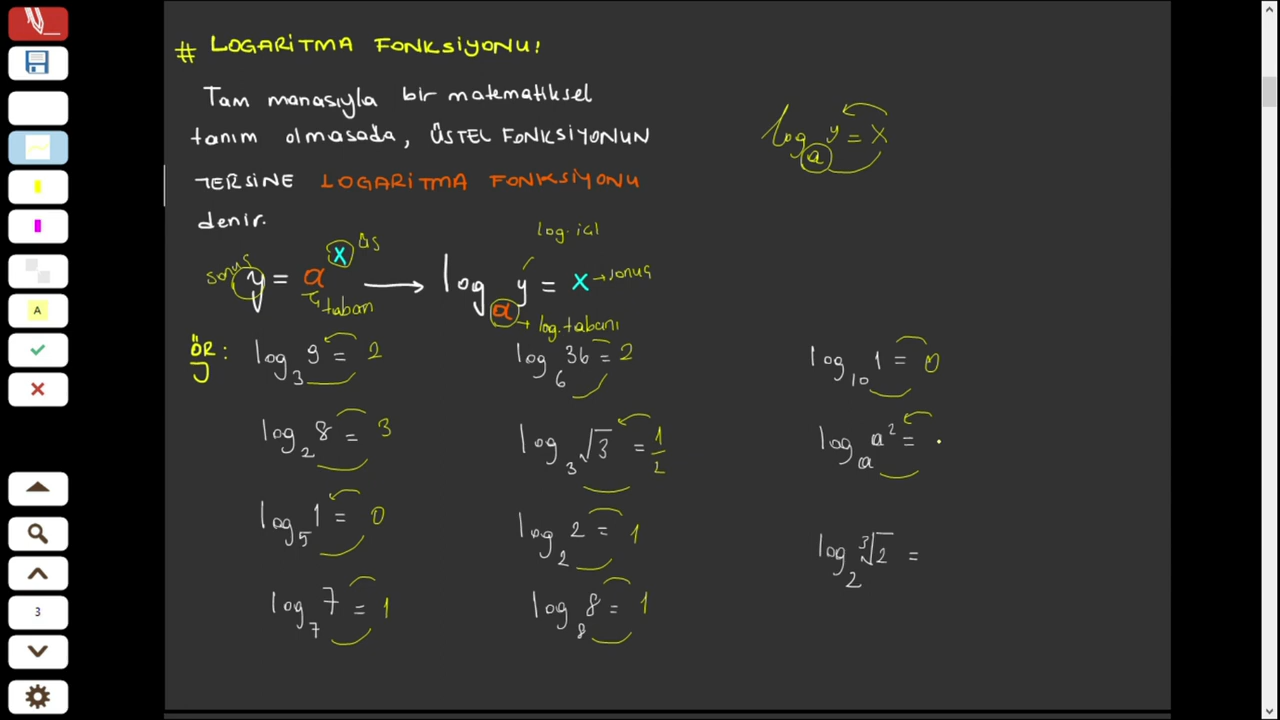 # LOGARİTMA FONKSİYONU:
Tam manasıyla bir matematiksel
tanım olmasada, ÜSTEL FONKSİYONUN
TERSİNE LOGARİTMA FONKSİYONU
denir.
log_a y = x
sonuç y = a^x üs
taban
log_a y = x → sonuç
log. içi
→ log. tabanı
ÖR:
log_3 9 = 2
log_2 8 = 3
log_5 1 = 0
log_7 7 = 1
log_6 36 = 2
log_3 √3 = 1/2
log_2 2 = 1
log_8 8 = 1
log_10 1 = 0
log_a a² =
log_2 ³√2 =
A
3